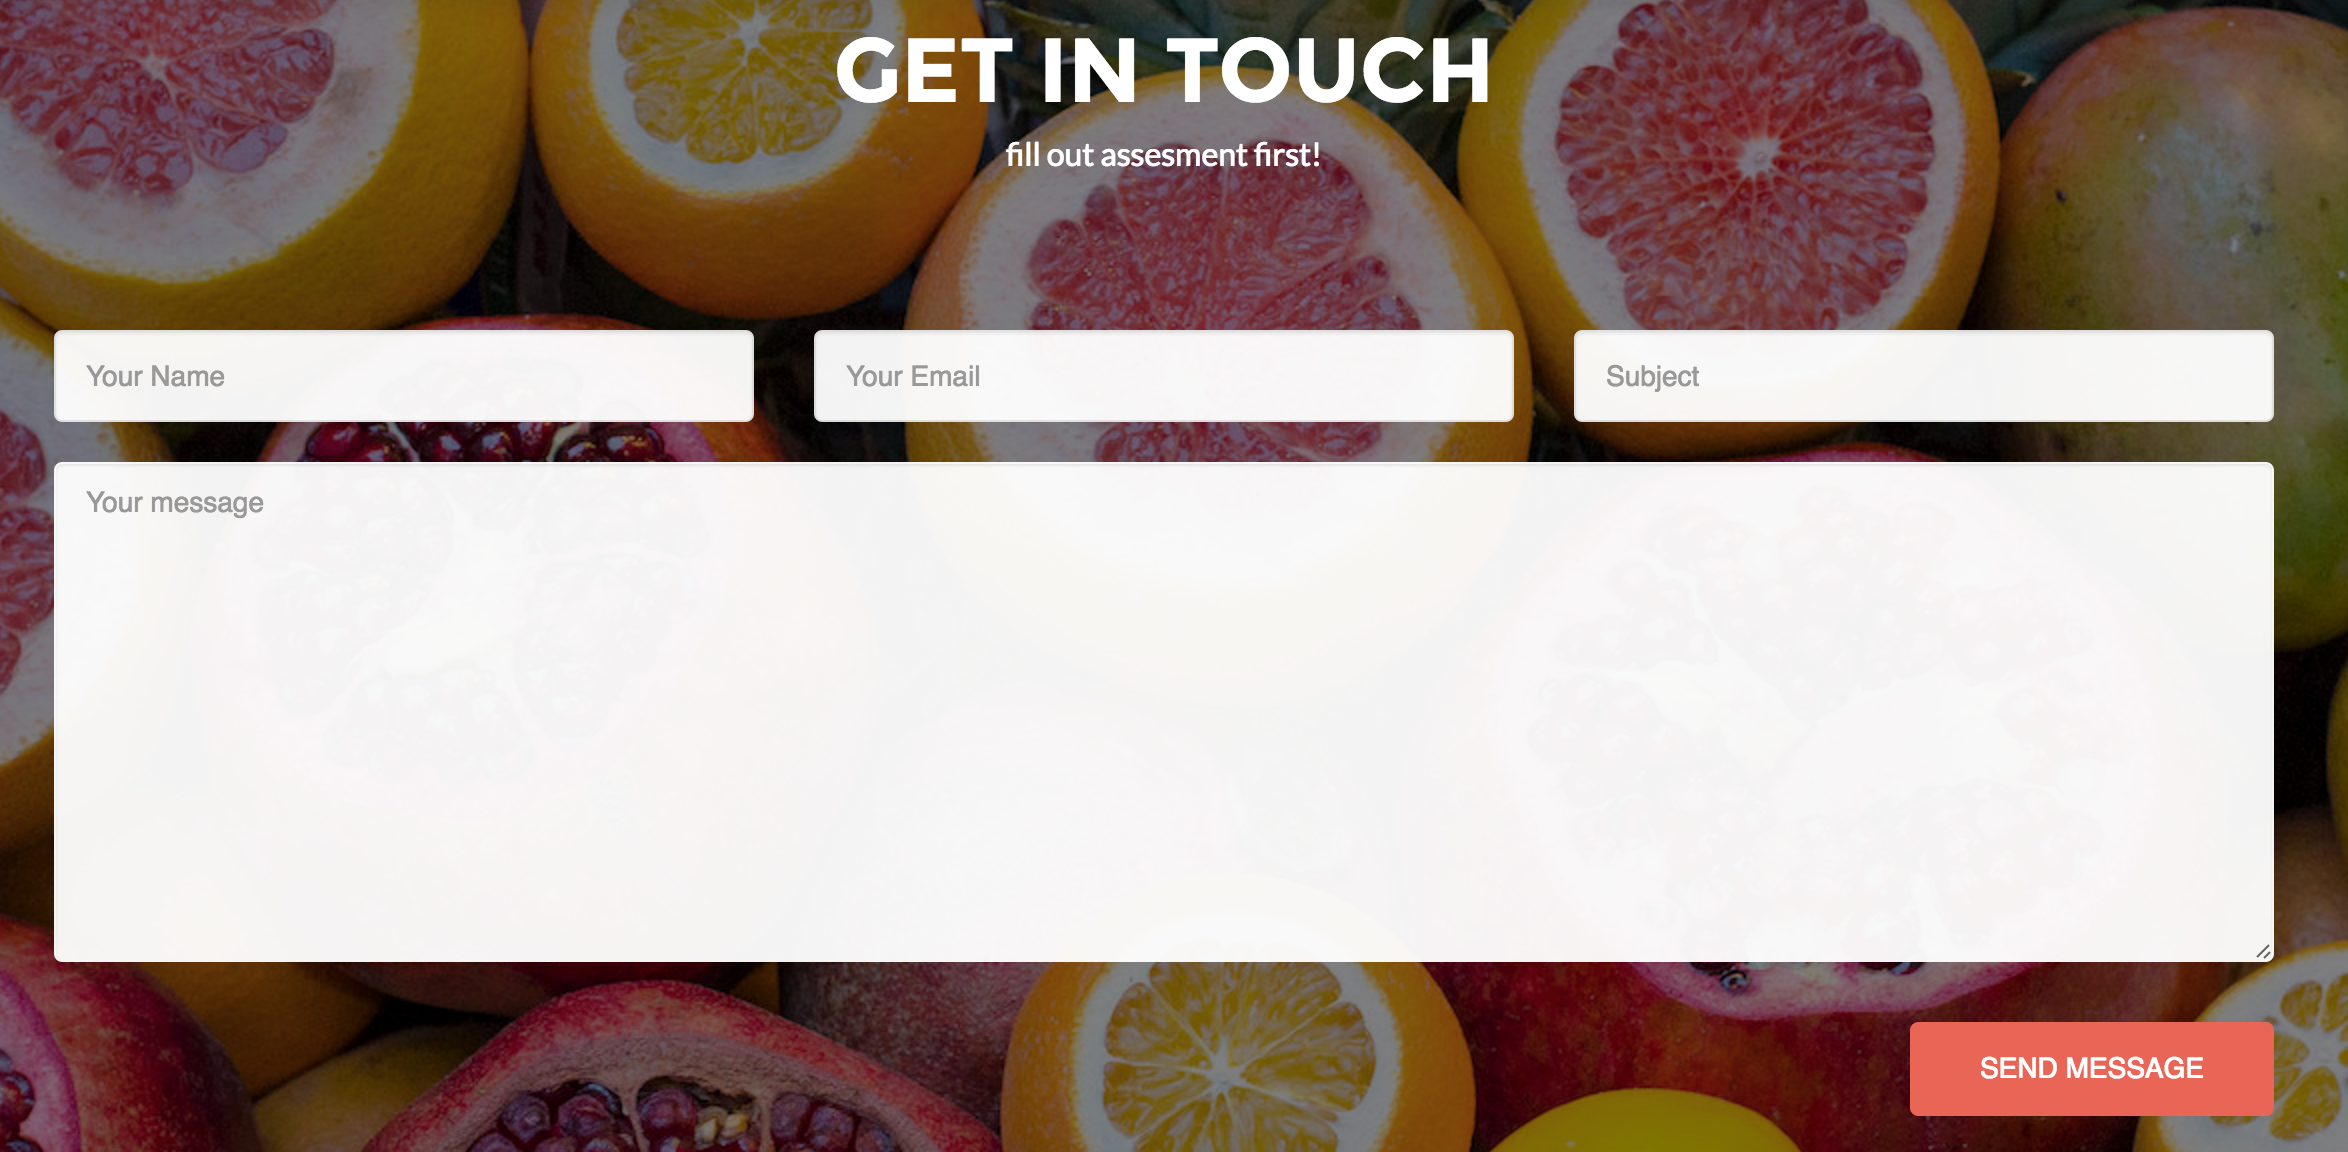 GET IN TOUCH
fill out assesment first!
Your Name
Your Email
Subject
Your message
SEND MESSAGE